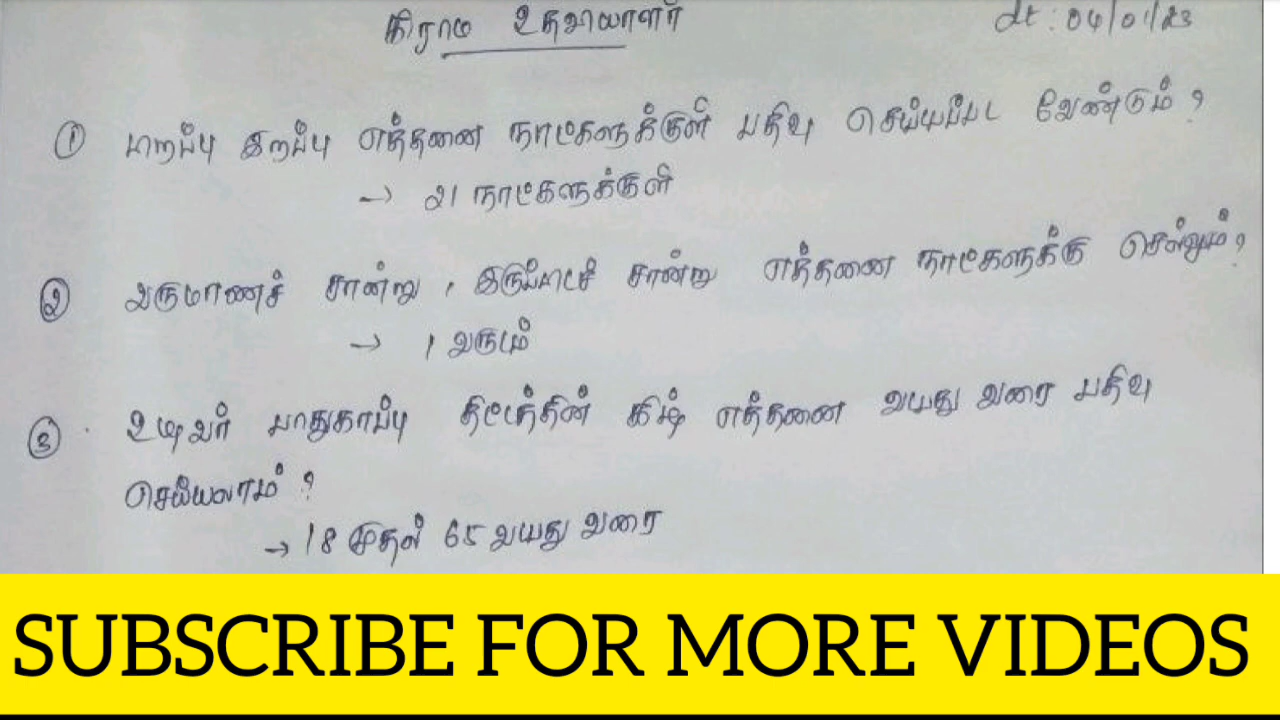 கிராம உதவியாளர்
dt: 04/01/23
① பிறப்பு இறப்பு எத்தனை நாட்களுக்குள் பதிவு செய்யப்பட வேண்டும்?
→ 21 நாட்களுக்குள்
② வருமாணச் சான்று, இருப்பிட சான்று எத்தனை நாட்களுக்கு செல்லும்?
→ 1 வருடம்
③ உழவர் பாதுகாப்பு திட்டத்தின் கிழ் எத்தனை வயது வரை பதிவு
செய்யலாம்?
→ 18 முதல் 65 வயது வரை
SUBSCRIBE FOR MORE VIDEOS